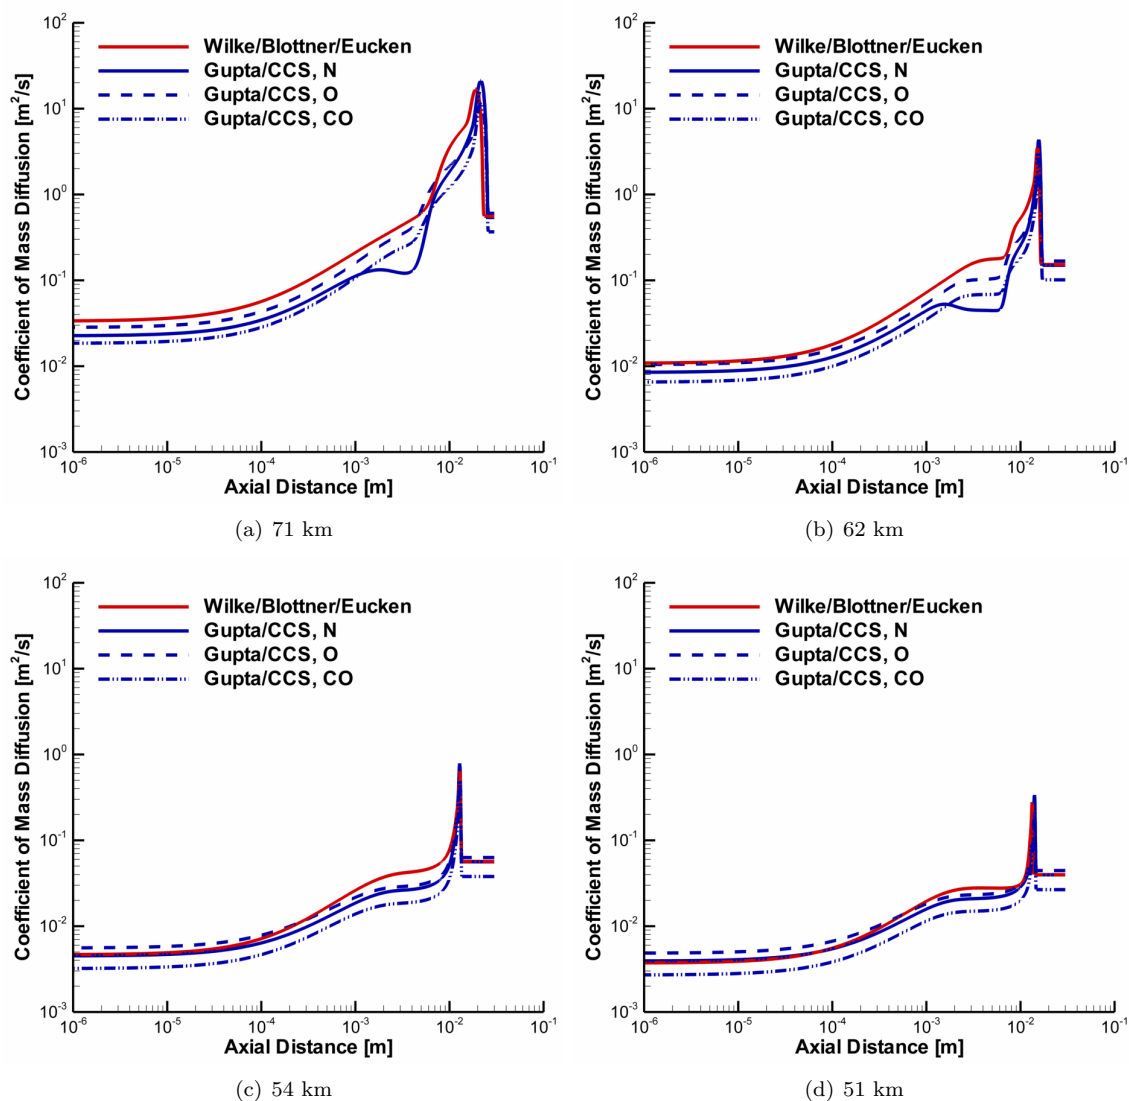 Wilke/Blottner/Eucken
Gupta/CCS, N
Gupta/CCS, O
Gupta/CCS, CO
Coefficient of Mass Diffusion [m²/s]
10²
10¹
10⁰
10⁻¹
10⁻²
10⁻³
10⁻⁶ 10⁻⁵ 10⁻⁴ 10⁻³ 10⁻² 10⁻¹
Axial Distance [m]
(a) 71 km
Wilke/Blottner/Eucken
Gupta/CCS, N
Gupta/CCS, O
Gupta/CCS, CO
Coefficient of Mass Diffusion [m²/s]
10²
10¹
10⁰
10⁻¹
10⁻²
10⁻³
10⁻⁶ 10⁻⁵ 10⁻⁴ 10⁻³ 10⁻² 10⁻¹
Axial Distance [m]
(b) 62 km
Wilke/Blottner/Eucken
Gupta/CCS, N
Gupta/CCS, O
Gupta/CCS, CO
Coefficient of Mass Diffusion [m²/s]
10²
10¹
10⁰
10⁻¹
10⁻²
10⁻³
10⁻⁶ 10⁻⁵ 10⁻⁴ 10⁻³ 10⁻² 10⁻¹
Axial Distance [m]
(c) 54 km
Wilke/Blottner/Eucken
Gupta/CCS, N
Gupta/CCS, O
Gupta/CCS, CO
Coefficient of Mass Diffusion [m²/s]
10²
10¹
10⁰
10⁻¹
10⁻²
10⁻³
10⁻⁶ 10⁻⁵ 10⁻⁴ 10⁻³ 10⁻² 10⁻¹
Axial Distance [m]
(d) 51 km